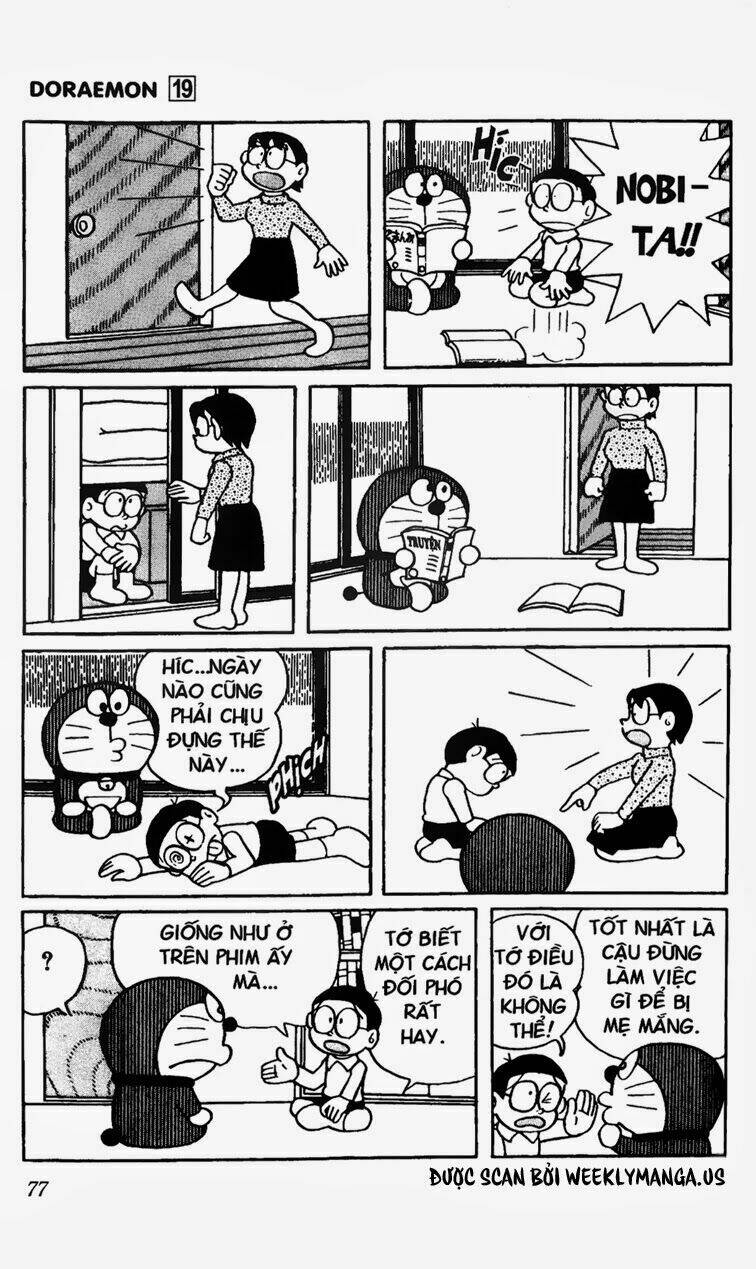 DORAEMON 19
NOBI-
TA!!
HÍC
TRUYỆN
HÍC...NGÀY
NÀO CŨNG
PHẢI CHỊU
ĐỰNG THẾ
NÀY...
PHỊCH
TỐT NHẤT LÀ
CẬU ĐỪNG
LÀM VIỆC
GÌ ĐỂ BỊ
MẸ MẮNG.
VỚI
TỚ ĐIỀU
ĐÓ LÀ
KHÔNG
THỂ!
TỚ BIẾT
MỘT CÁCH
ĐỐI PHÓ
RẤT
HAY.
GIỐNG NHƯ Ở
TRÊN PHIM ẤY
MÀ...
?
77
ĐƯỢC SCAN BỞI WEEKLYMANGA.US